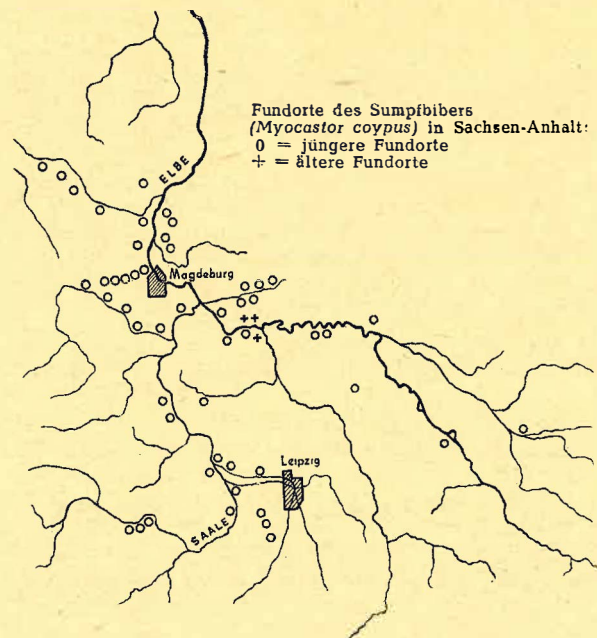 Fundorte des Sumpfbibers
(Myocastor coypus) in Sachsen-Anhalt:
0 = jüngere Fundorte
+ = ältere Fundorte
ELBE
Magdeburg
Leipzig
SAALE